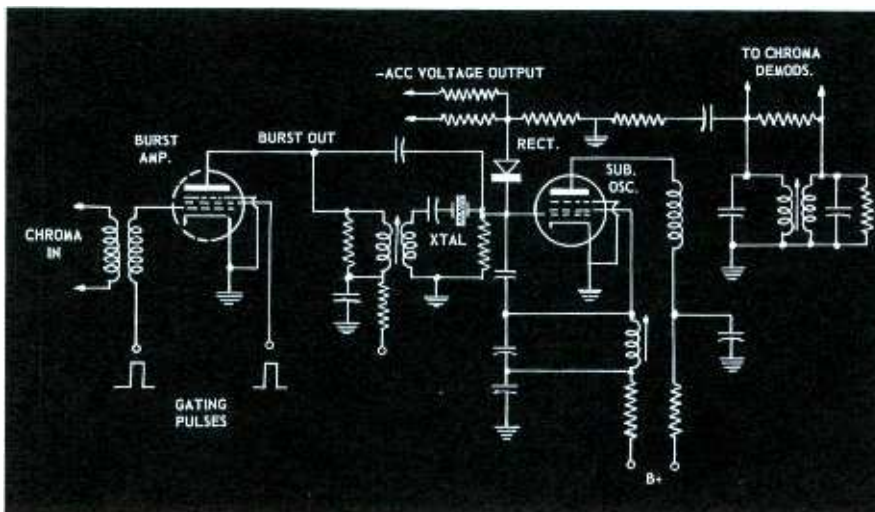 TO CHROMA
DEMODS.
-ACC VOLTAGE OUTPUT
BURST
AMP.
BURST OUT
RECT.
SUB.
OSC.
CHROMA
IN
XTAL
GATING
PULSES
B+